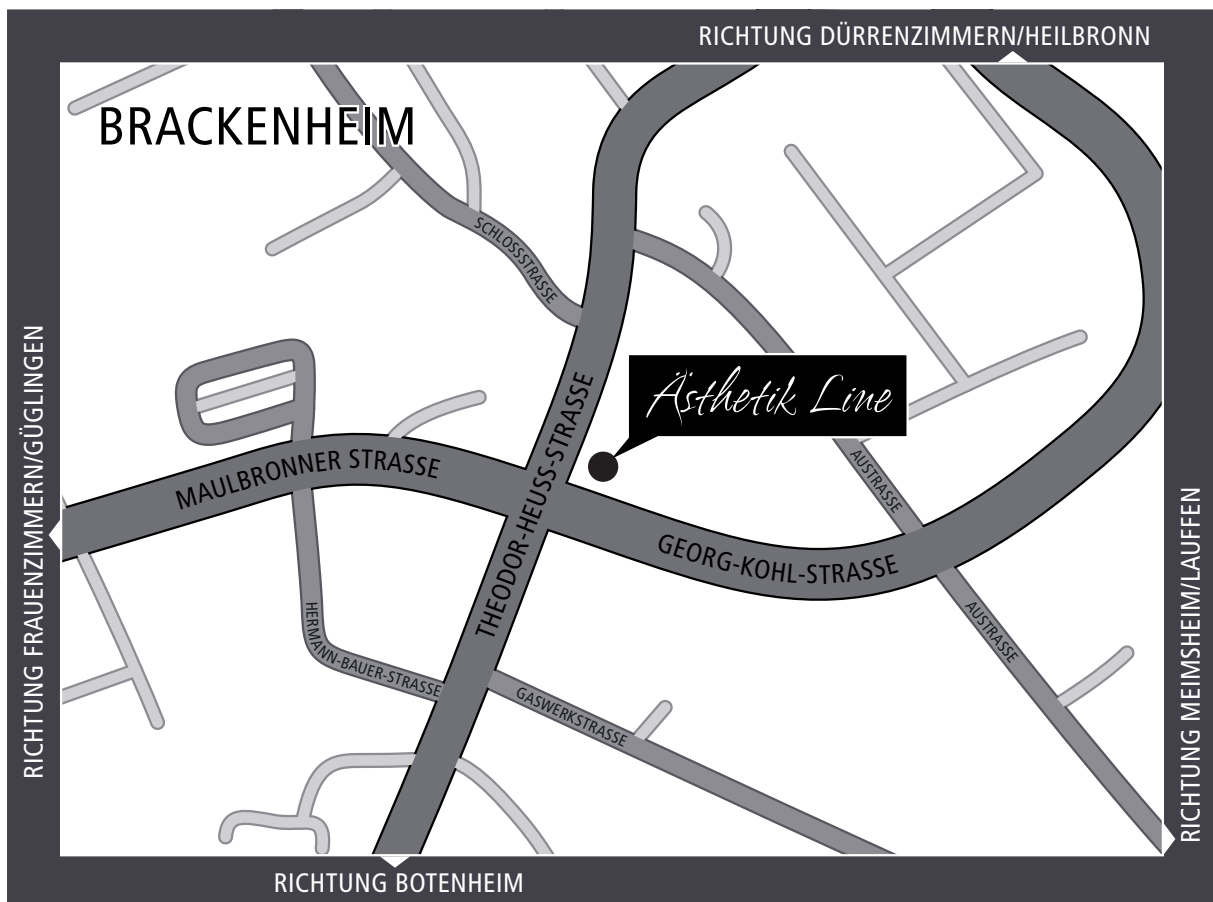 RICHTUNG DÜRRENZIMMERN/HEILBRONN
BRACKENHEIM
SCHLOSSSTRASSE
RICHTUNG FRAUENZIMMERN/GÜGLINGEN
Ästhetik Line
MAULBRONNER STRASSE
THEODOR-HEUSS-STRASSE
AUSTRASSE
GEORG-KOHL-STRASSE
RICHTUNG MEIMSHEIM/LAUFFEN
HERMANN-BAUER-STRASSE
AUSTRASSE
GASWERKSTRASSE
RICHTUNG BOTENHEIM